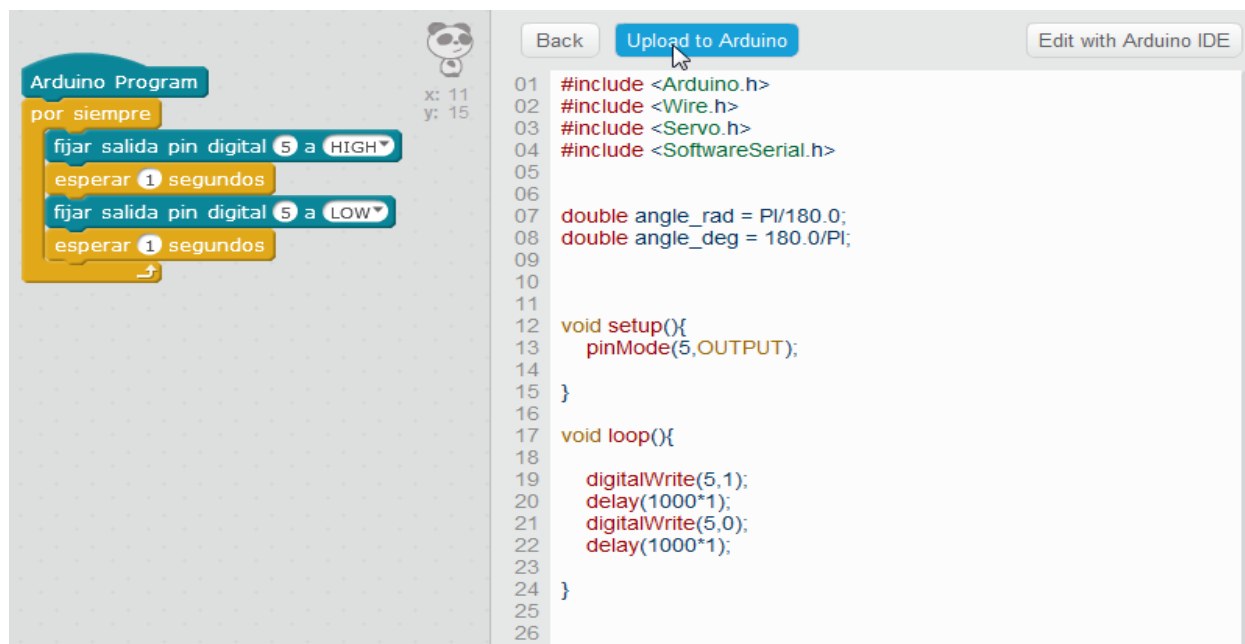 Arduino Program
por siempre
fijar salida pin digital 5 a HIGH
esperar 1 segundos
fijar salida pin digital 5 a LOW
esperar 1 segundos
x: 11
y: 15
Back
Upload to Arduino
Edit with Arduino IDE
01 #include <Arduino.h>
02 #include <Wire.h>
03 #include <Servo.h>
04 #include <SoftwareSerial.h>
05
06
07 double angle_rad = PI/180.0;
08 double angle_deg = 180.0/PI;
09
10
11
12 void setup(){
13 pinMode(5,OUTPUT);
14
15 }
16
17 void loop(){
18
19 digitalWrite(5,1);
20 delay(1000*1);
21 digitalWrite(5,0);
22 delay(1000*1);
23
24 }
25
26